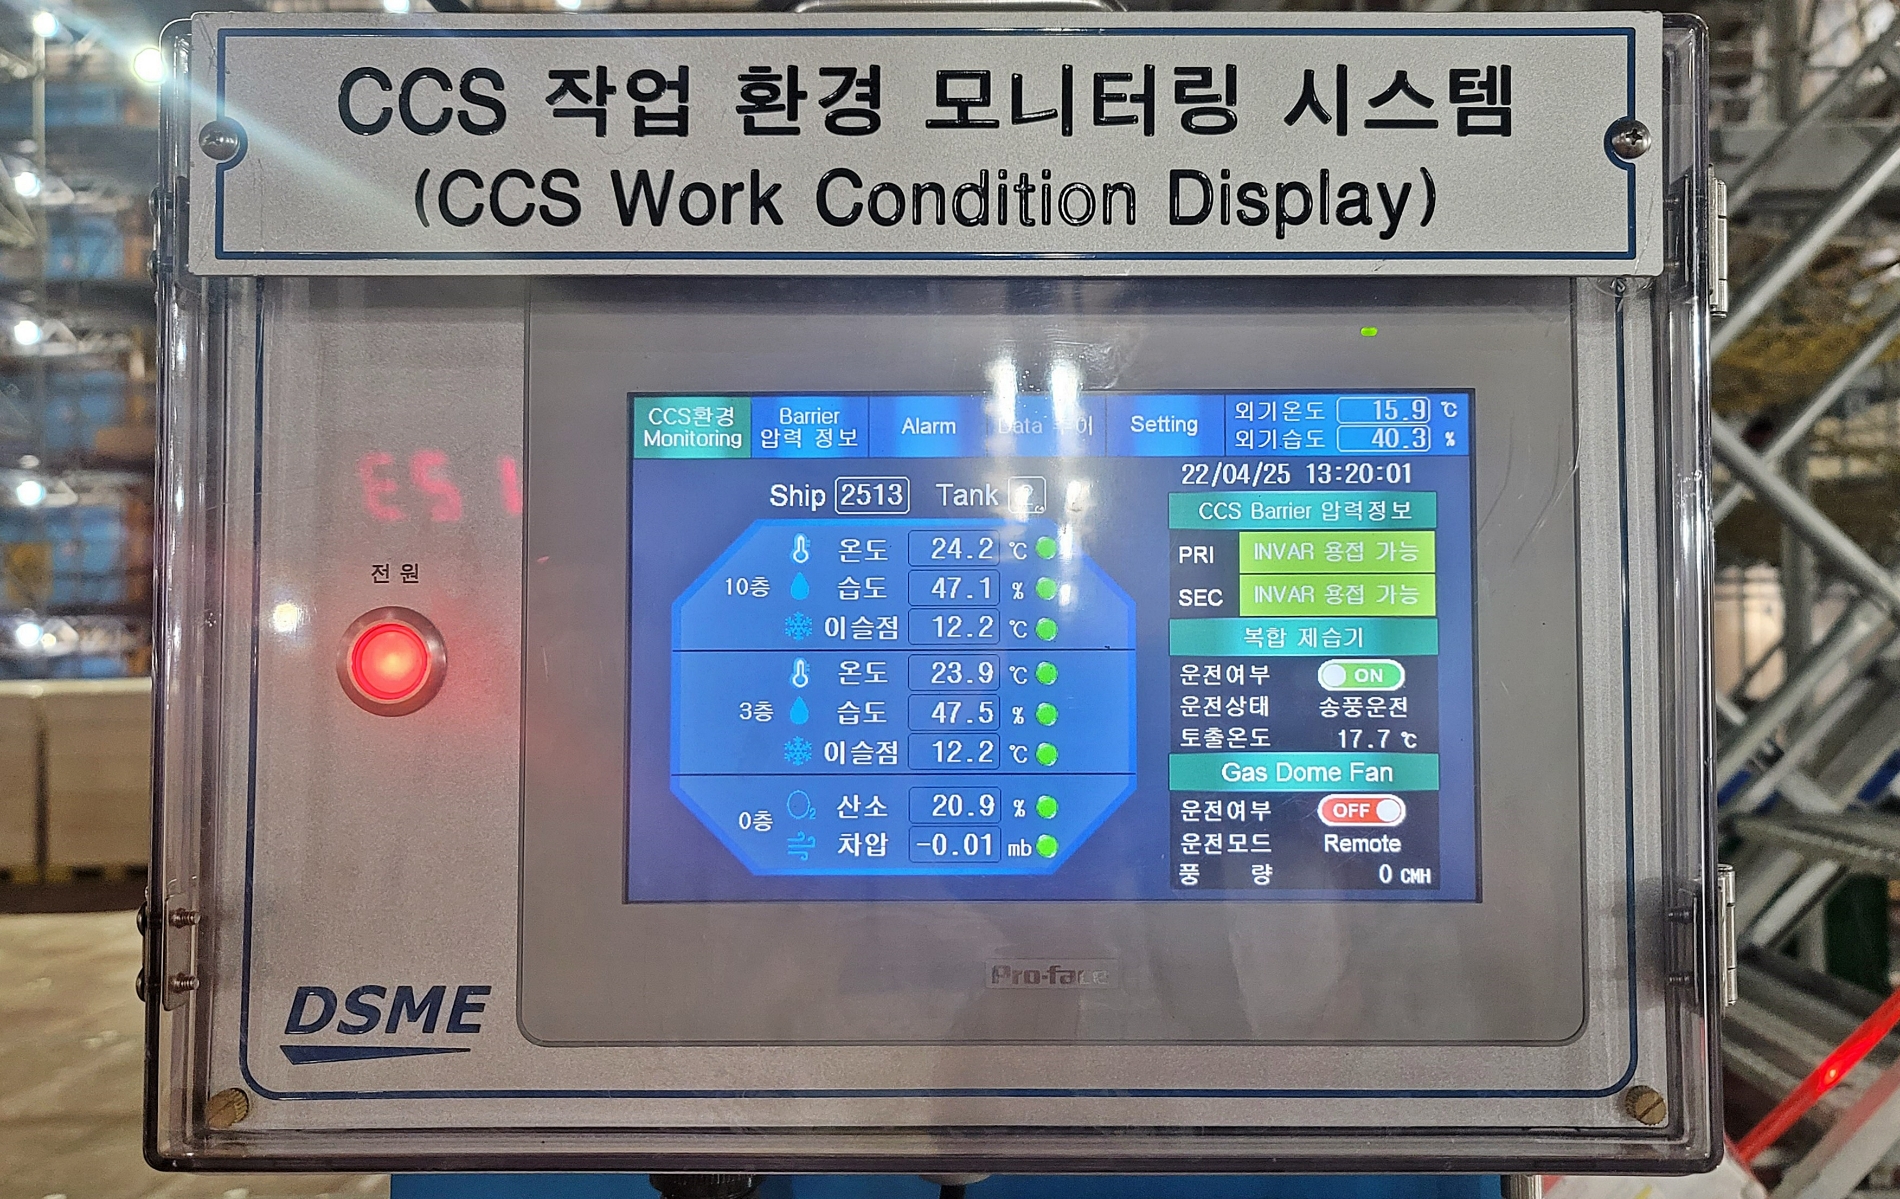 CCS 작업 환경 모니터링 시스템
(CCS Work Condition Display)
CCS환경 Monitoring
Barrier 압력 정보
Alarm
Data
Setting
외기온도 15.9 ℃
외기습도 40.3 %
22/04/25 13:20:01
Ship 2513 Tank 2
10층
온도 24.2 ℃
습도 47.1 %
이슬점 12.2 ℃
3층
온도 23.9 ℃
습도 47.5 %
이슬점 12.2 ℃
0층
산소 20.9 %
차압 -0.01 mb
CCS Barrier 압력정보
PRI INVAR 용접 가능
SEC INVAR 용접 가능
복합 제습기
운전여부 ON
운전상태 송풍운전
토출온도 17.7 ℃
Gas Dome Fan
운전여부 OFF
운전모드 Remote
풍 량 0 CMH
전원
Pro-face
DSME